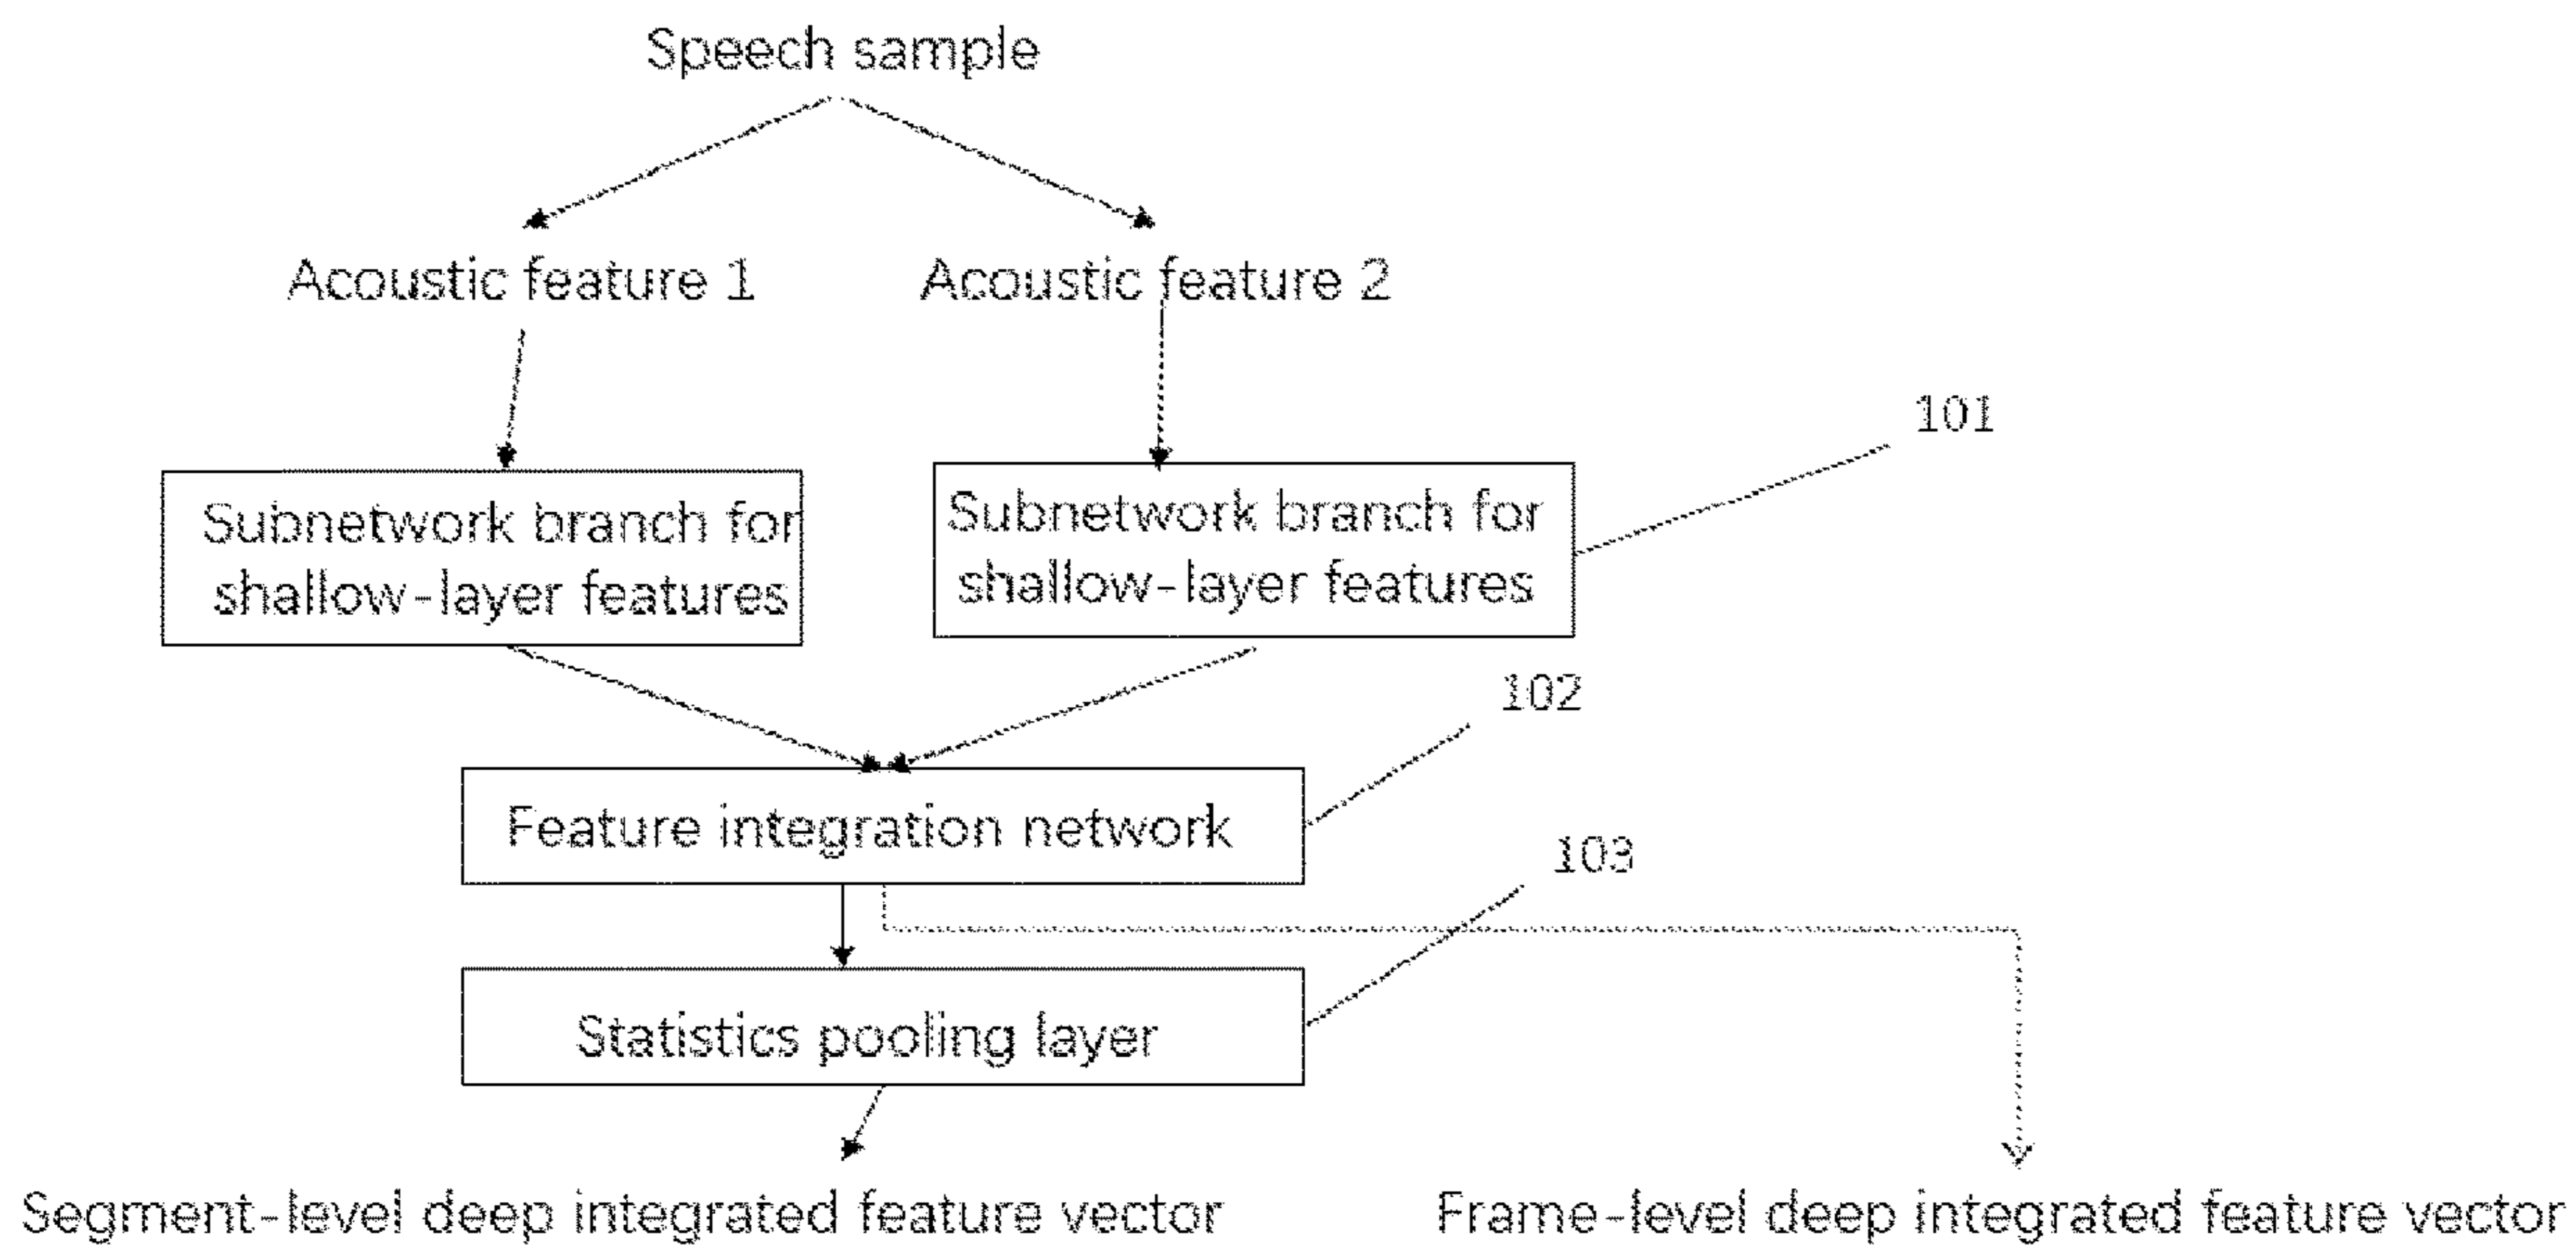 Speech sample
Acoustic feature 1
Acoustic feature 2
101
Subnetwork branch for
shallow-layer features
Subnetwork branch for
shallow-layer features
102
Feature integration network
103
Statistics pooling layer
Segment-level deep integrated feature vector
Frame-level deep integrated feature vector